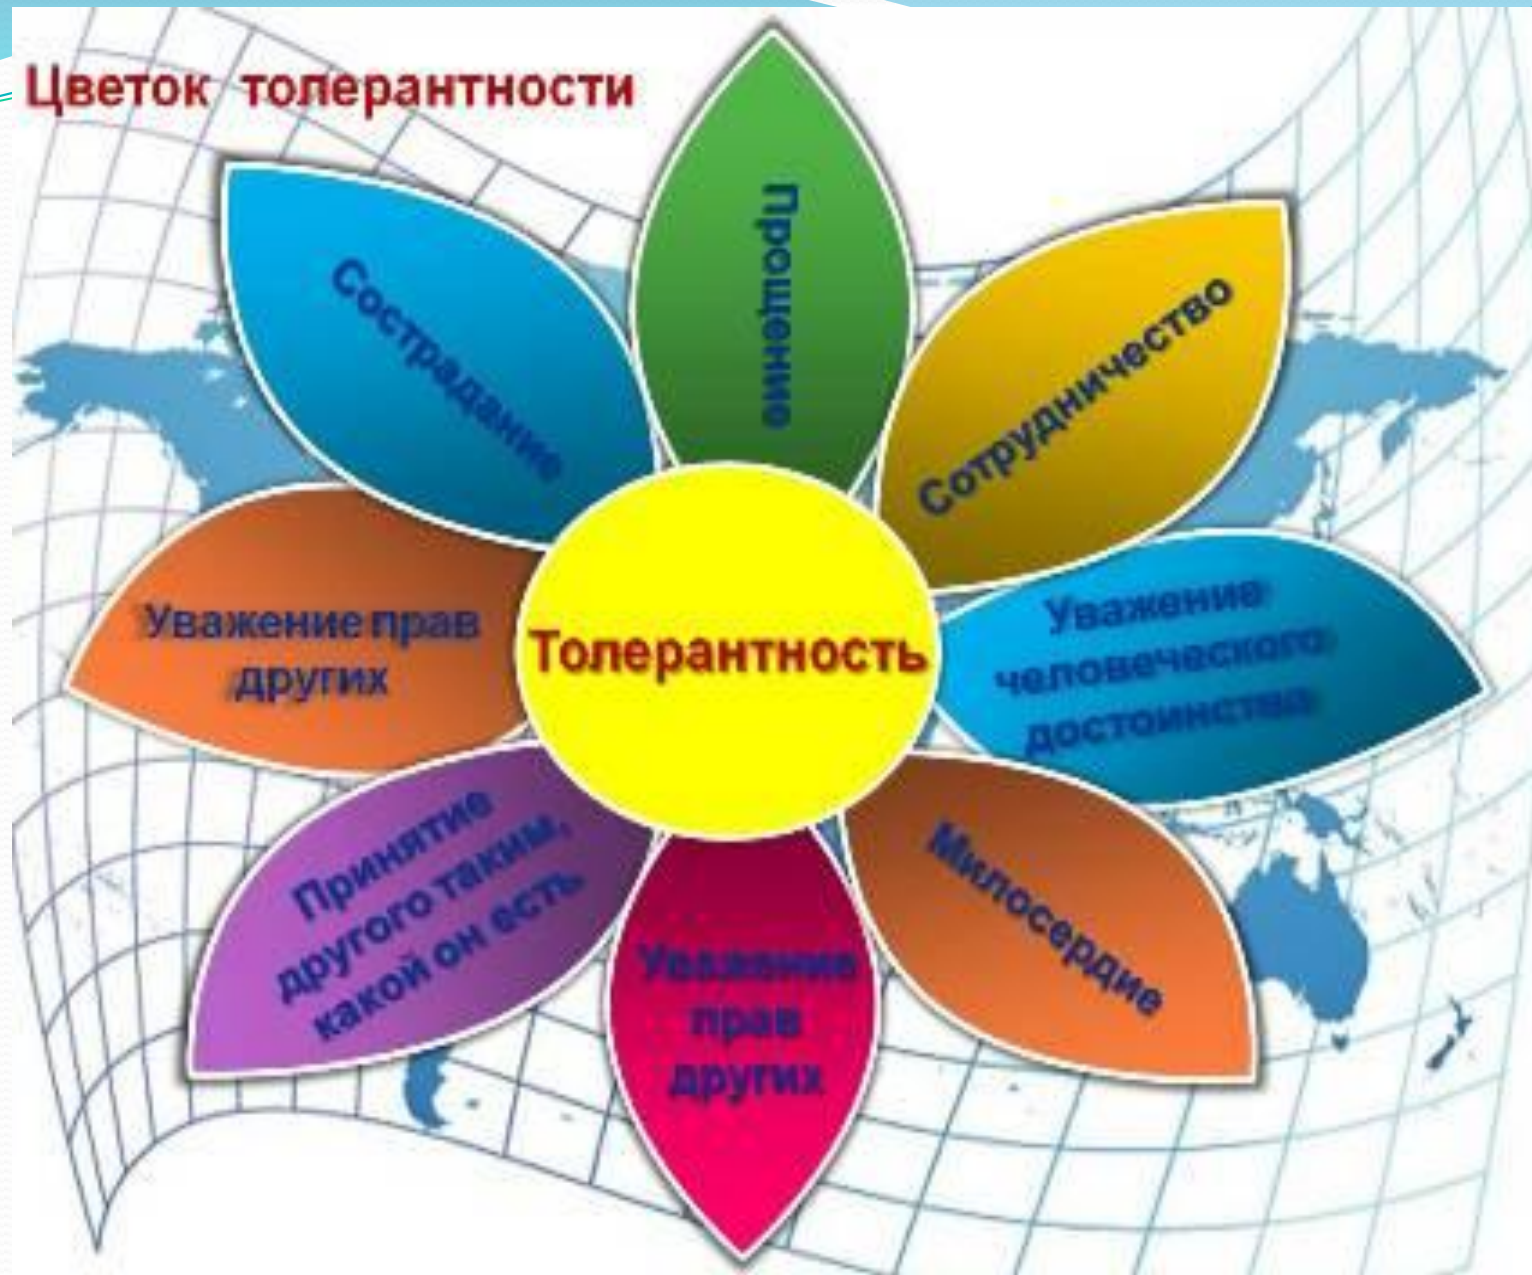 Цветок толерантности
Прощение
Сострадание
Сотрудничество
Уважение прав
других
Толерантность
Уважение
человеческого
достоинства
Принятие
другого таким,
какой он есть
Уважение
прав
других
Милосердие